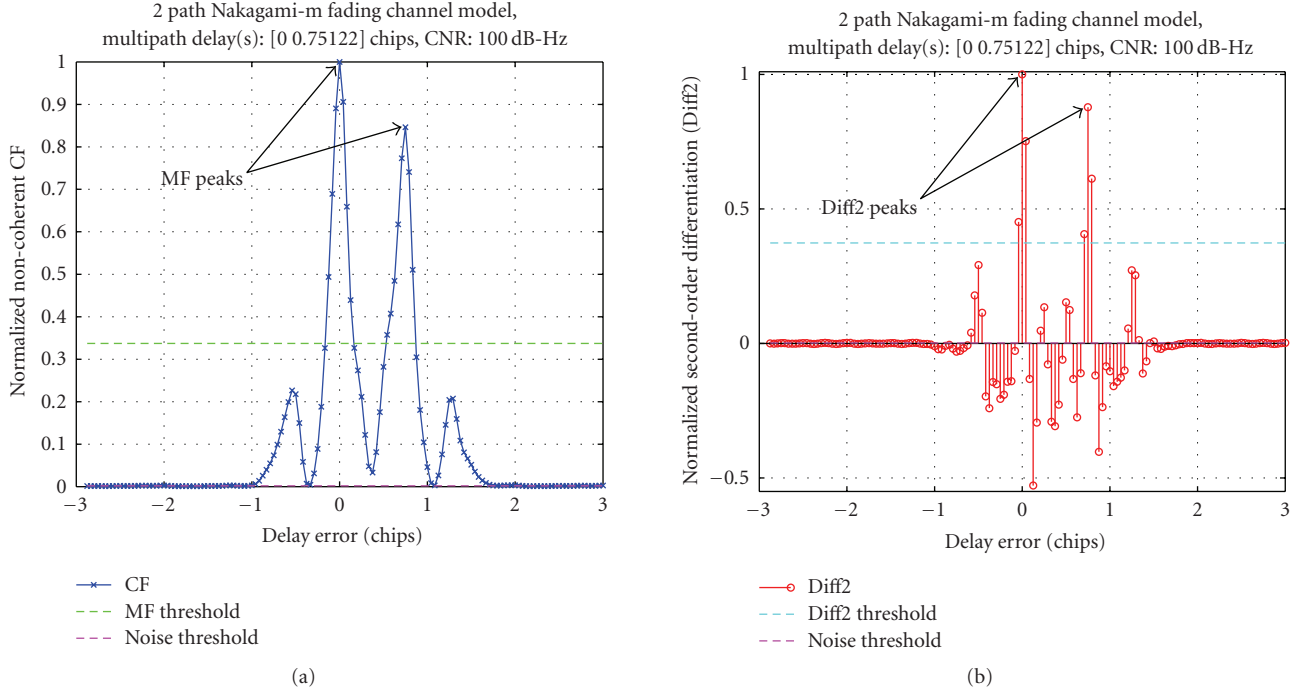 2 path Nakagami-m fading channel model,
multipath delay(s): [0 0.75122] chips, CNR: 100 dB-Hz
1
0.9
0.8
0.7
0.6
0.5
0.4
0.3
0.2
0.1
0
Normalized non-coherent CF
MF peaks
−3
−2
−1
0
1
2
3
Delay error (chips)
CF
MF threshold
Noise threshold
(a)
2 path Nakagami-m fading channel model,
multipath delay(s): [0 0.75122] chips, CNR: 100 dB-Hz
1
0.5
0
−0.5
Normalized second-order differentiation (Diff2)
Diff2 peaks
−3
−2
−1
0
1
2
3
Delay error (chips)
Diff2
Diff2 threshold
Noise threshold
(b)